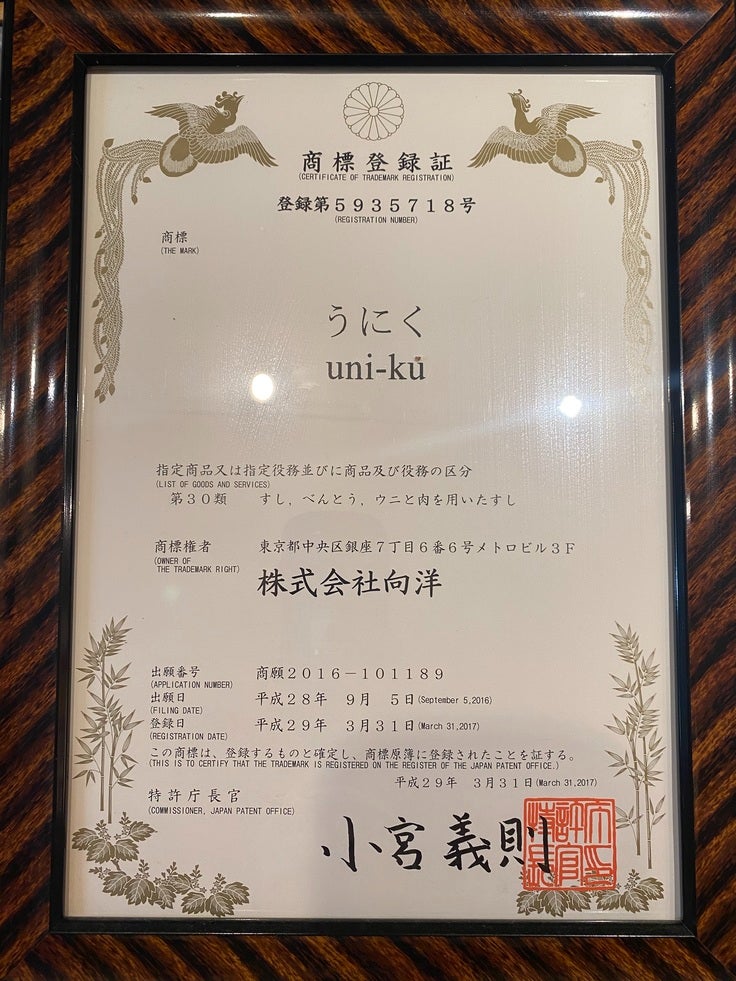 商標登録証
(CERTIFICATE OF TRADEMARK REGISTRATION)
登録第5935718号
(REGISTRATION NUMBER)
商標
(THE MARK)
うにく
uni-ku
指定商品又は指定役務並びに商品及び役務の区分
(LIST OF GOODS AND SERVICES)
第30類 すし，べんとう，ウニと肉を用いたすし
商標権者 東京都中央区銀座7丁目6番6号メトロビル3F
(OWNER OF
THE TRADEMARK RIGHT) 株式会社向洋
出願番号 商願2016-101189
(APPLICATION NUMBER)
出願日 平成28年 9月 5日(September 5,2016)
(FILING DATE)
登録日 平成29年 3月31日(March 31,2017)
(REGISTRATION DATE)
この商標は、登録するものと確定し、商標原簿に登録されたことを証する。
(THIS IS TO CERTIFY THAT THE TRADEMARK IS REGISTERED ON THE REGISTER OF THE JAPAN PATENT OFFICE.)
平成29年 3月31日(March 31,2017)
特許庁長官
(COMMISSIONER, JAPAN PATENT OFFICE)
小宮義則